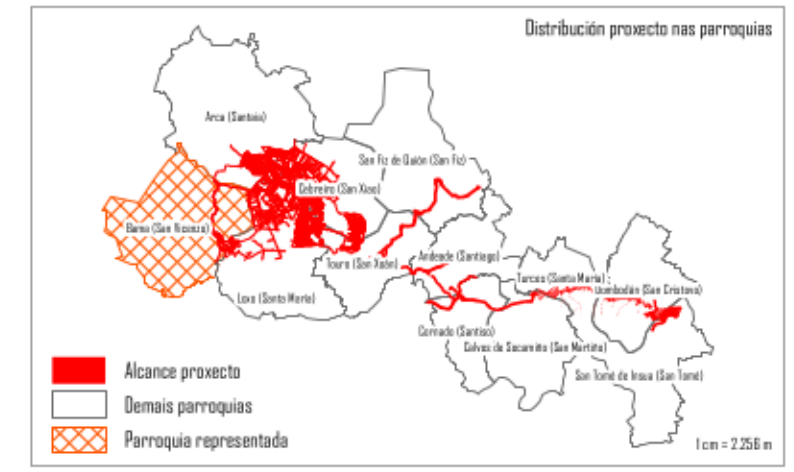 Distribución proxecto nas parroquias
Arca (Santaia)
San Fiz de Quión (San Fiz)
Cebreiro (San Xiao)
Bama (San Vicenzo)
Andeade (Santiago)
Touro (San Xoán)
Turces (Santa María)
Bombodán (San Cristovo)
Loxo (Santa María)
Cornado (Santiso)
Calvos de Socamiño (San Martiño)
San Tomé de Insua (San Tomé)
Alcance proxecto
Demais parroquias
Parroquia representada
1 cm = 2.256 m